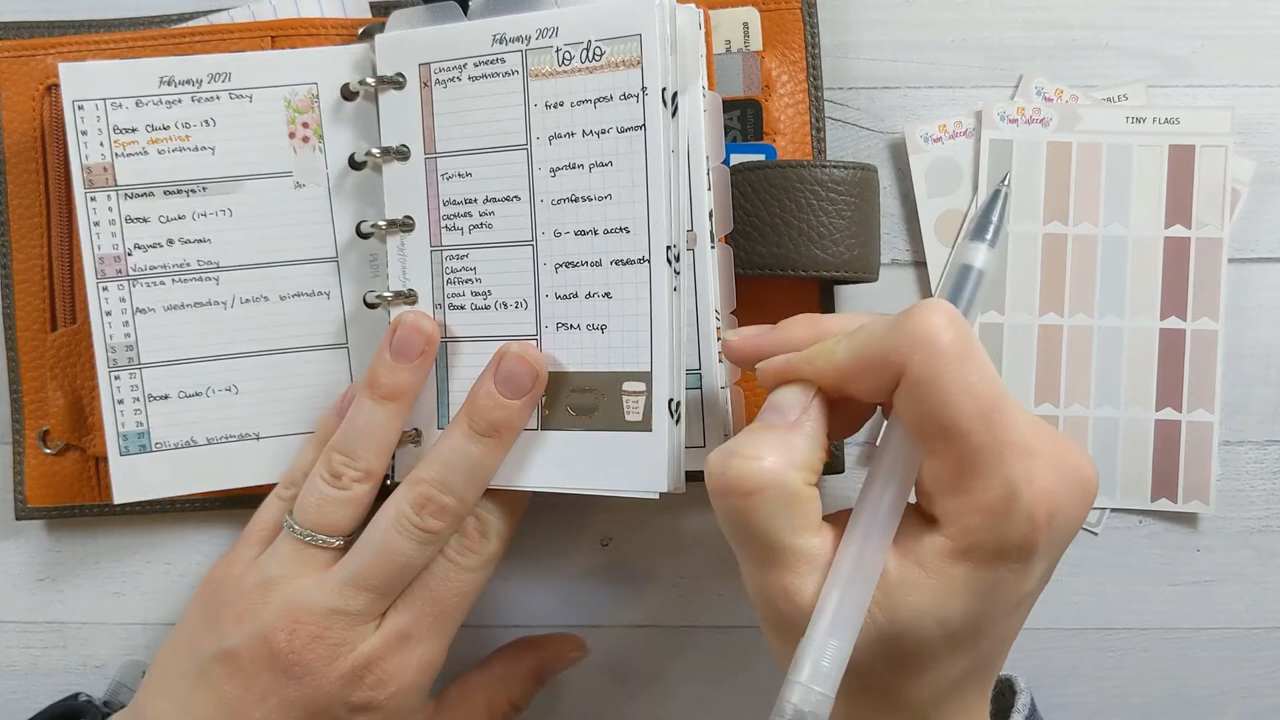 February 2021
M 1 St. Bridget Feast Day
T 2
W 3 Book Club (10-13)
T 4 5pm dentist
F 5 Mom's birthday
S 6
S 7
M 8 Nana babysit
T 9
W 10 Book Club (14-17)
T 11
F 12 Agnes @ Sarah
S 13
S 14 Valentine's Day
M 15 Pizza Monday
T 16
W 17 Ash Wednesday / Lolo's birthday
T 18
F 19
S 20
S 21
M 22
T 23
W 24 Book Club (1-4)
T 25
F 26
S 27
S 28 Olivia's birthday
February 2021
change sheets
x Agnes toothbrush
Twitch
blanket drawers
clothes bin
tidy patio
razor
Clancy
Affresh
coal bags
17 Book Club (18-21)
to do
· free compost day?
· plant Myer lemon
· garden plan
· confession
· G-bank accts
· preschool research
· hard drive
· PSM clip
TINY FLAGS